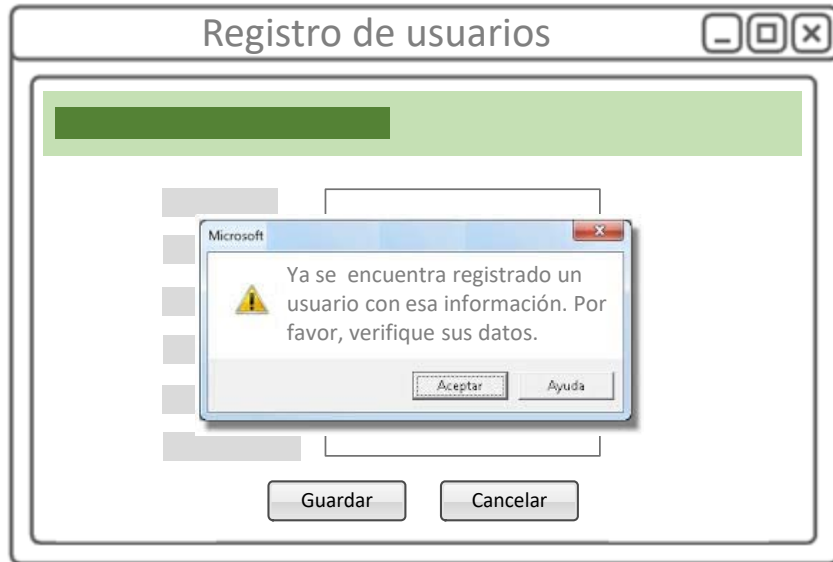 Registro de usuarios
Microsoft
Ya se encuentra registrado un
usuario con esa información. Por
favor, verifique sus datos.
Aceptar Ayuda
Guardar Cancelar